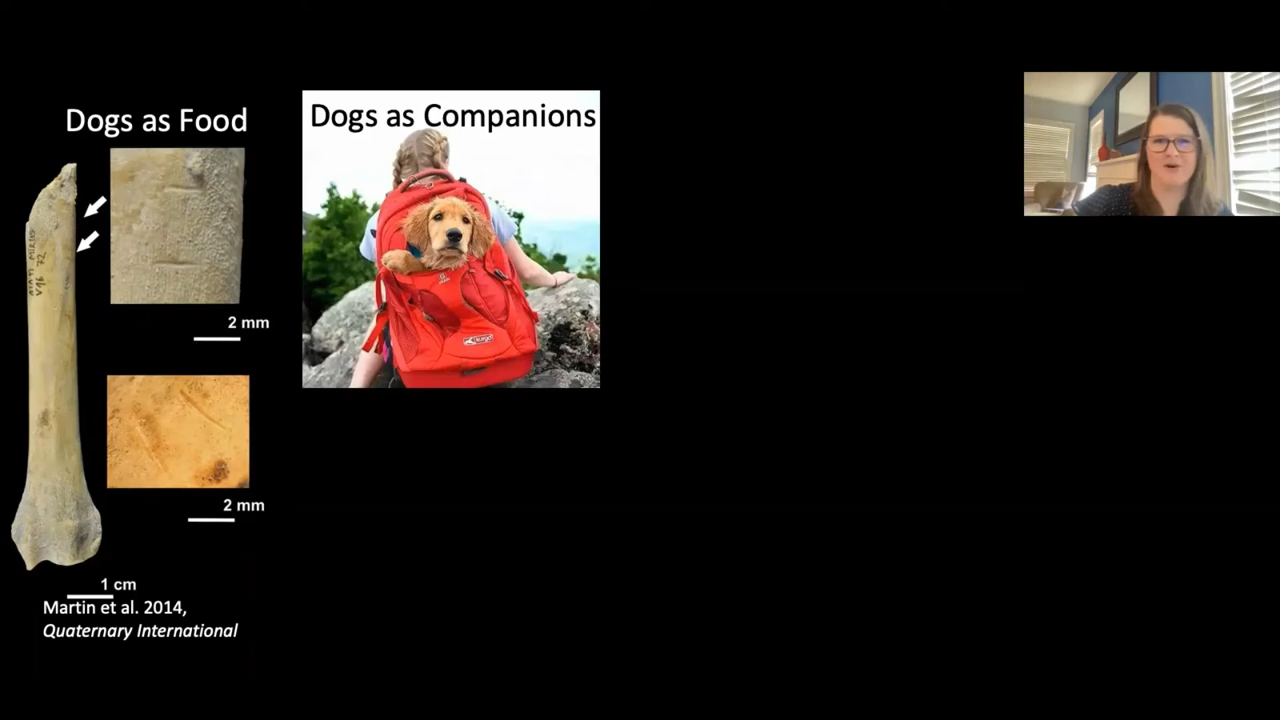 Dogs as Food
2 mm
2 mm
1 cm
Martin et al. 2014,
Quaternary International
Dogs as Companions